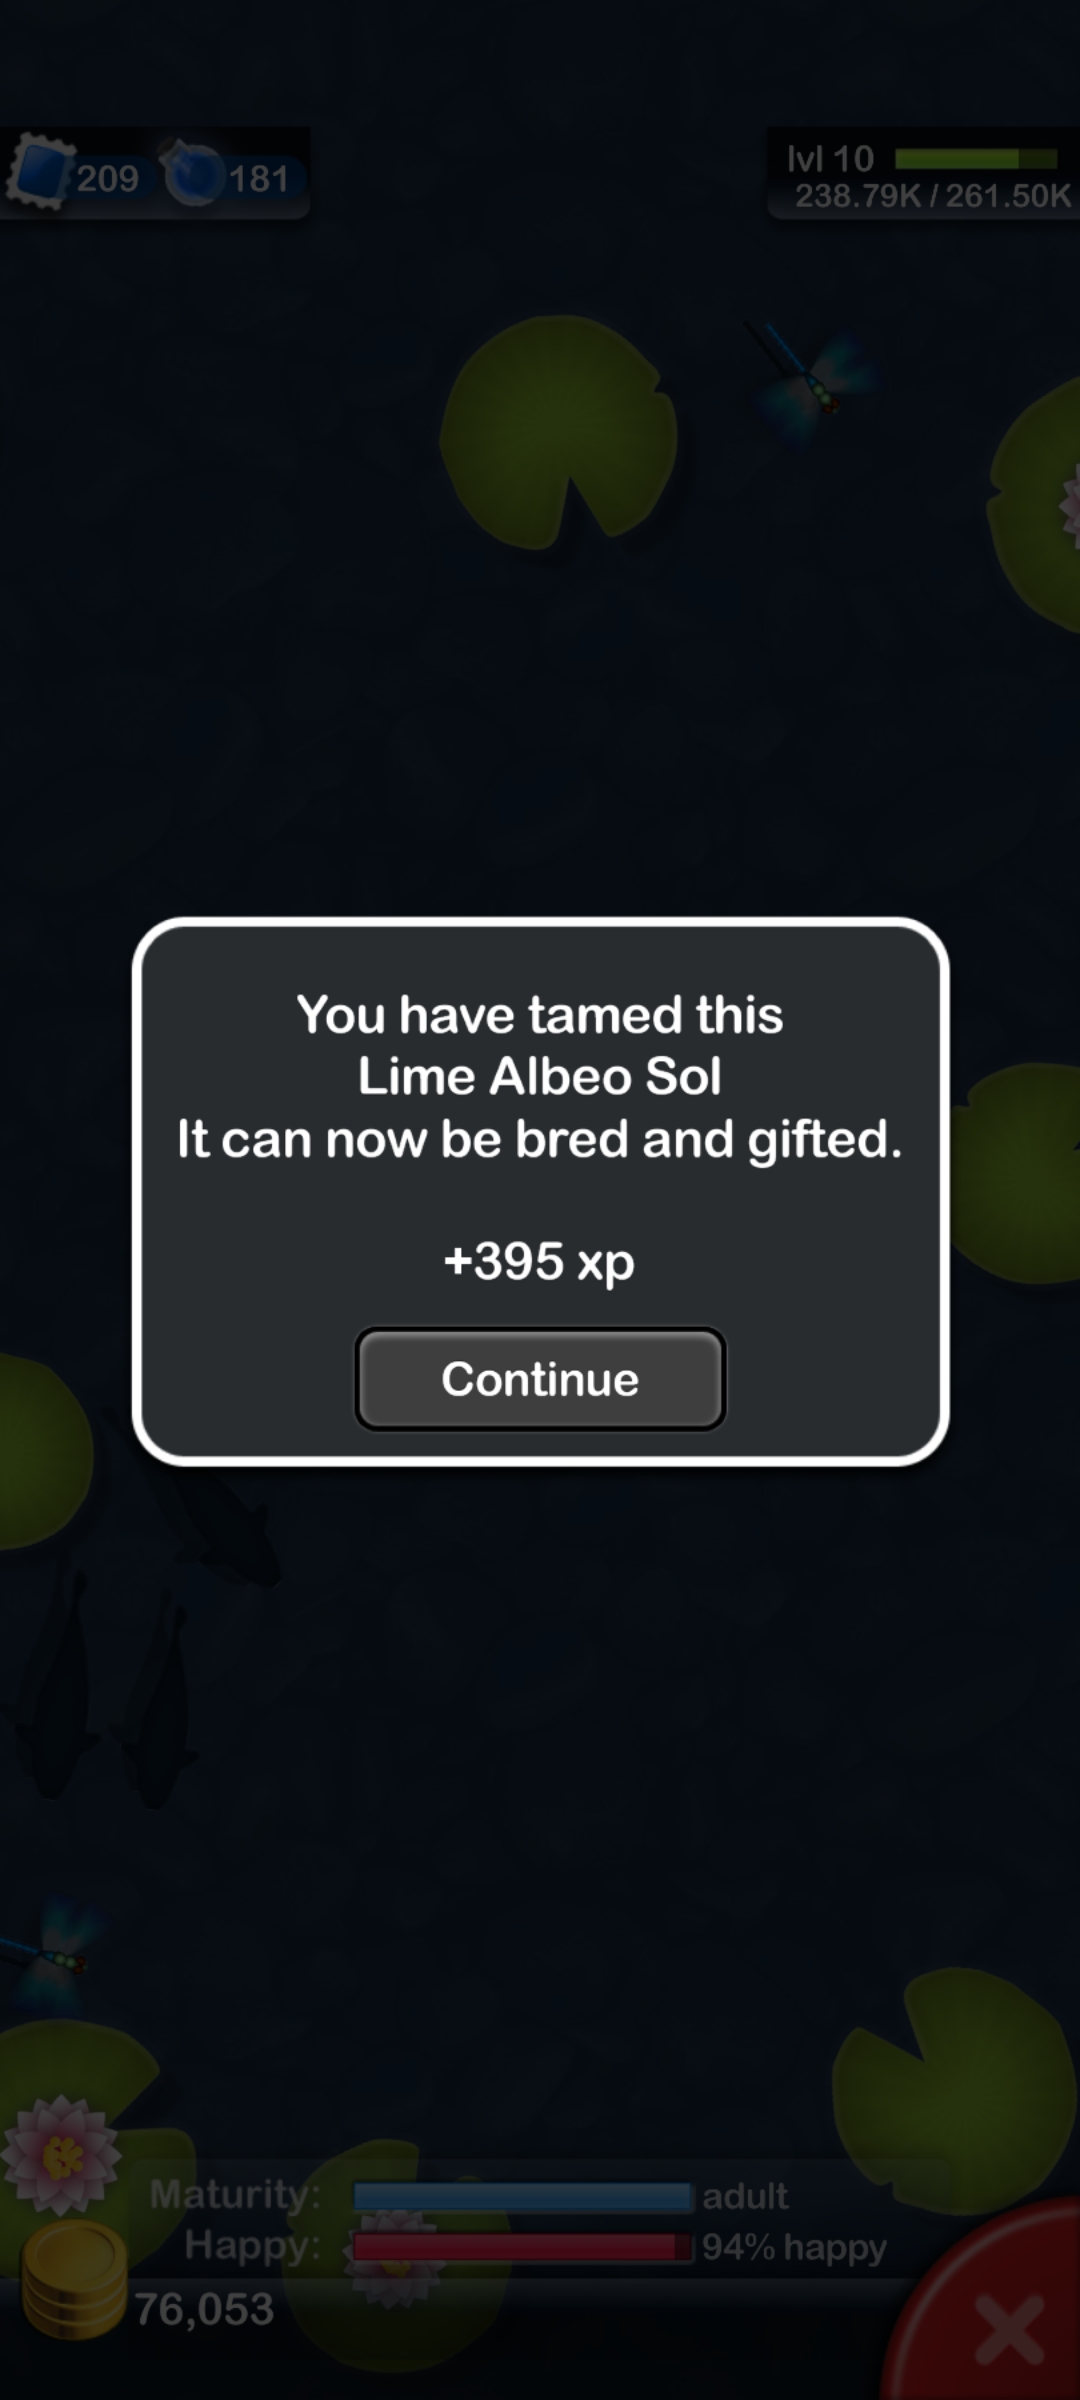 209 181
lvl 10
238.79K / 261.50K
You have tamed this
Lime Albeo Sol
It can now be bred and gifted.
+395 xp
Continue
Maturity: adult
Happy: 94% happy
76,053